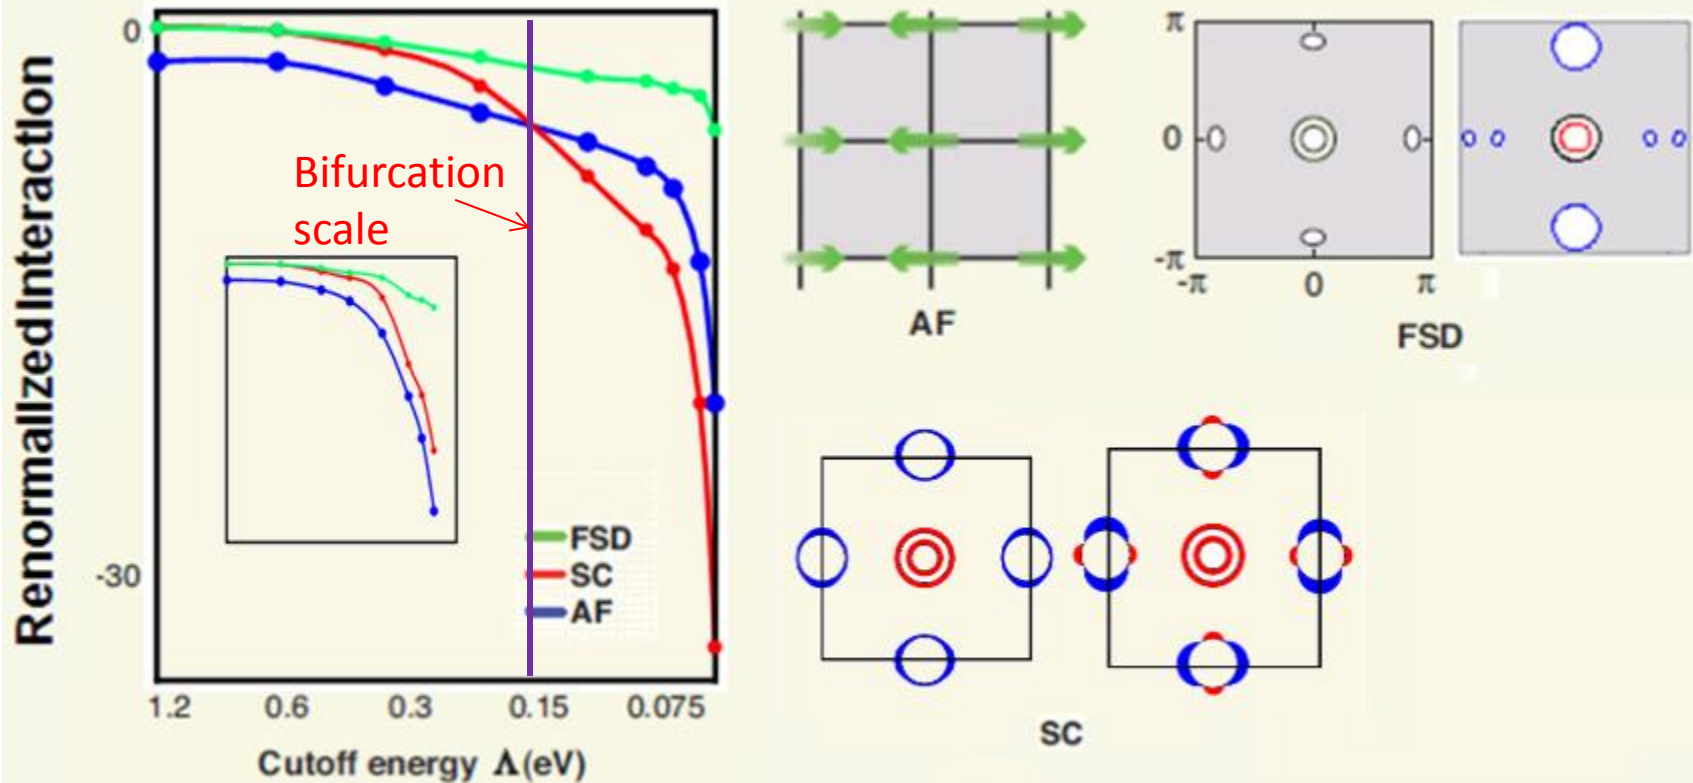 Renormalized Interaction
0
-30
Bifurcation
scale
FSD
SC
AF
1.2 0.6 0.3 0.15 0.075
Cutoff energy Λ(eV)
AF
π
0
-π
-π 0 π
FSD
SC